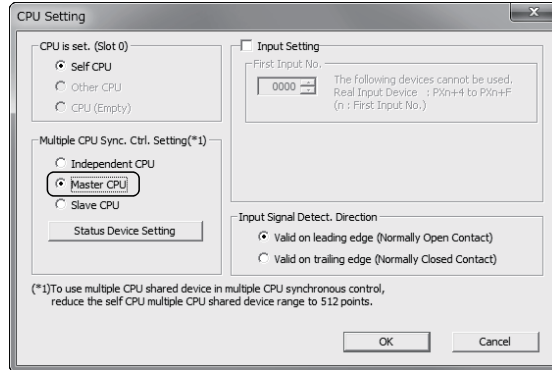 CPU Setting
CPU is set. (Slot 0)
Self CPU
Other CPU
CPU (Empty)
Multiple CPU Sync. Ctrl. Setting(*1)
Independent CPU
Master CPU
Slave CPU
Status Device Setting
Input Setting
First Input No.
0000
The following devices cannot be used.
Real Input Device : PXn+4 to PXn+F
(n : First Input No.)
Input Signal Detect. Direction
Valid on leading edge (Normally Open Contact)
Valid on trailing edge (Normally Closed Contact)
(*1)To use multiple CPU shared device in multiple CPU synchronous control,
reduce the self CPU multiple CPU shared device range to 512 points.
OK
Cancel